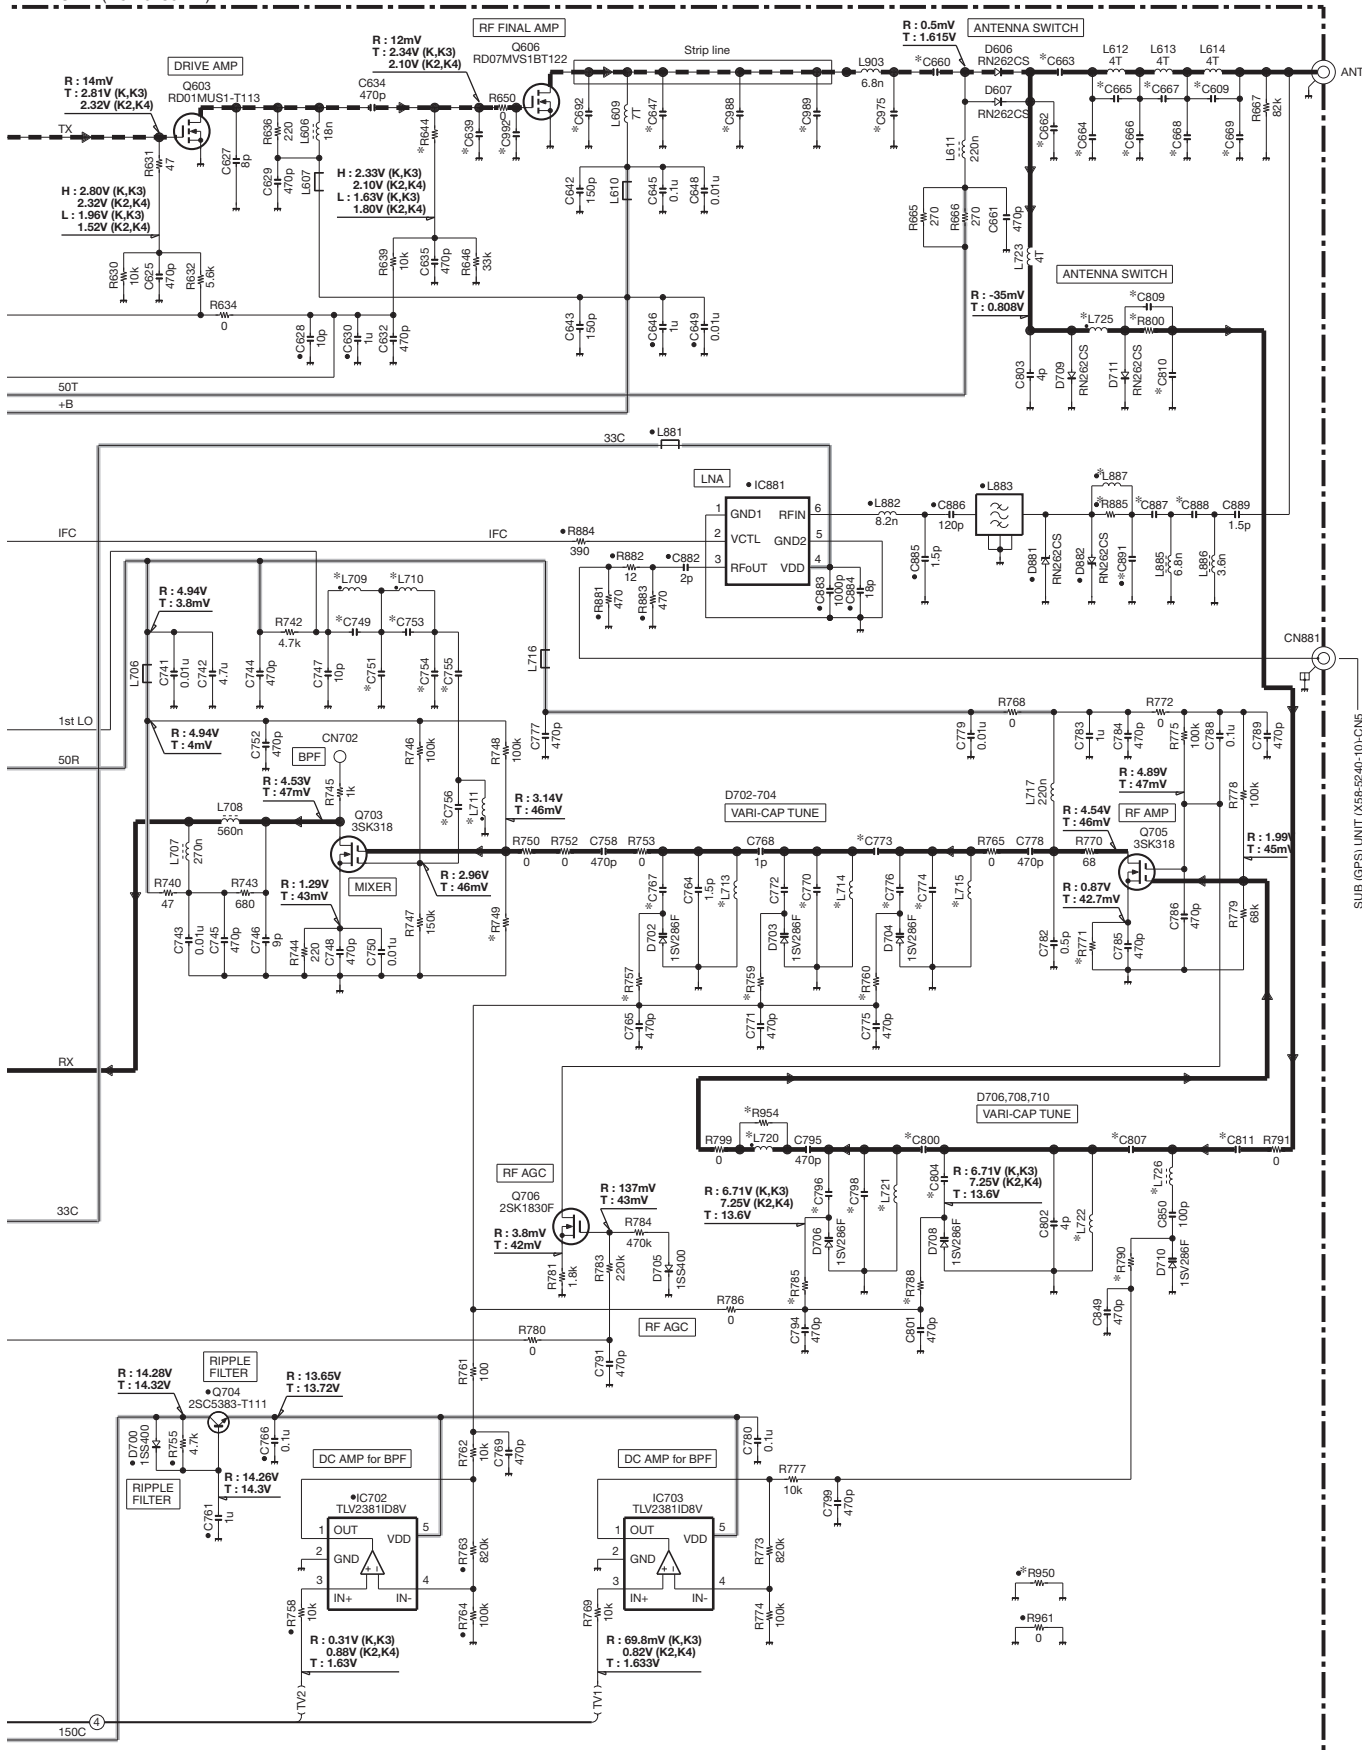 RF FINAL AMP
Q606
RD07MVS1BT122
DRIVE AMP
Q603
RD01MUS1-T113
R : 14mV
T : 2.81V (K,K3)
2.32V (K2,K4)
R : 12mV
T : 2.34V (K,K3)
2.10V (K2,K4)
C634
470p
R650
0
Strip line
L903
6.8n
R : 0.5mV
T : 1.615V
ANTENNA SWITCH
D606
RN262CS
*C660
*C663
L612
4T
L613
4T
L614
4T
ANT
D607
RN262CS
*C665
*C667
*C609
TX
R631
47
C627
8p
R636
220
L606
18n
C629
470p
L607
*R644
*C639
*C992
*C692
L609
7T
*C647
*C988
*C989
*C975
L611
220n
*C662
*C664
*C666
*C668
*C669
R667
82k
H : 2.80V (K,K3)
2.32V (K2,K4)
L : 1.96V (K,K3)
1.52V (K2,K4)
H : 2.33V (K,K3)
2.10V (K2,K4)
L : 1.63V (K,K3)
1.80V (K2,K4)
C642
150p
L610
C645
0.1u
C648
0.01u
R665
270
R666
270
C661
470p
L723
4T
R630
10k
C625
470p
R632
5.6k
R634
0
R639
10k
C635
470p
R646
33k
ANTENNA SWITCH
R : -35mV
T : 0.808V
*C809
*L725
*R800
C628
10p
C630
1u
C632
470p
C643
150p
C646
1u
C649
0.01u
C803
4p
D709
RN262CS
D711
RN262CS
*C810
50T
+B
33C
L881
LNA
IC881
1
GND1
RFIN
6
2
VCTL
GND2
5
3
RFoUT
VDD
4
L882
8.2n
C886
120p
L883
*L887
*R885
*C887
*C888
C889
1.5p
IFC
IFC
R884
390
R882
12
C882
2p
R881
470
R883
470
C883
1000p
C884
18p
C885
1.5p
D881
RN262CS
D882
RN262CS
*C891
L885
6.8n
L886
3.6n
CN881
SUB (GPS) UNIT (X58-5240-10)-CN5
R : 4.94V
T : 3.8mV
*L709
*L710
R742
4.7k
*C749
*C753
L706
C741
0.01u
C742
4.7u
C744
470p
C747
10p
*C751
*C754
*C755
L716
1st LO
50R
R : 4.94V
T : 4mV
C752
470p
CN702
BPF
R745
1k
R : 4.53V
T : 47mV
L708
560n
Q703
3SK318
MIXER
R746
100k
*C756
*L711
R748
100k
R : 3.14V
T : 46mV
C777
470p
D702-704
VARI-CAP TUNE
C779
0.01u
R768
0
L717
220n
C783
1u
C784
470p
R772
0
R775
100k
C788
0.1u
R778
100k
C789
470p
R : 4.89V
T : 47mV
R : 4.54V
T : 46mV
RF AMP
Q705
3SK318
R : 1.99V
T : 45mV
L707
270n
R740
47
R743
680
C743
0.01u
C745
470p
C746
9p
R : 1.29V
T : 43mV
R744
220
C748
470p
C750
0.01u
R : 2.96V
T : 46mV
R747
150k
*R749
R750
0
R752
0
C758
470p
R753
0
C768
1p
*C773
R765
0
C778
470p
R770
68
*C767
C764
1.5p
*L713
C772
*C770
*L714
*C776
*C774
*L715
D702
1SV286F
D703
1SV286F
D704
1SV286F
*R757
*R759
*R760
C765
470p
C771
470p
C775
470p
C782
0.5p
R : 0.87V
T : 42.7mV
*R771
C785
470p
C786
470p
R779
68k
RX
D706,708,710
VARI-CAP TUNE
R799
0
*R954
*L720
C795
470p
*C800
*C807
*C811
R791
0
*C796
*C798
*L721
*C804
R : 6.71V (K,K3)
7.25V (K2,K4)
T : 13.6V
R : 6.71V (K,K3)
7.25V (K2,K4)
T : 13.6V
D706
1SV286F
D708
1SV286F
C802
4p
*L722
*L726
C850
100p
D710
1SV286F
*R790
C849
470p
*R785
*R788
C794
470p
C801
470p
RF AGC
Q706
2SK1830F
R : 137mV
T : 43mV
R : 3.8mV
T : 42mV
R784
470k
R781
1.8k
R783
220k
D705
1SS400
33C
R786
0
RF AGC
R780
0
C791
470p
R761
100
RIPPLE
FILTER
R : 14.28V
T : 14.32V
Q704
2SC5383-T111
R : 13.65V
T : 13.72V
D700
1SS400
R755
4.7k
C766
0.1u
RIPPLE
FILTER
R : 14.26V
T : 14.3V
C761
1u
DC AMP for BPF
IC702
TLV2381ID8V
1
OUT
VDD
5
2
GND
3
IN+
IN-
4
R762
10k
C769
470p
R763
820k
R764
100k
R758
10k
R : 0.31V (K,K3)
0.88V (K2,K4)
T : 1.63V
TV2
DC AMP for BPF
IC703
TLV2381ID8V
1
OUT
VDD
5
2
GND
3
IN+
IN-
4
C780
0.1u
R777
10k
C799
470p
R773
820k
R774
100k
R769
10k
R : 69.8mV (K,K3)
0.82V (K2,K4)
T : 1.633V
TV1
*R950
R961
0
4
150C